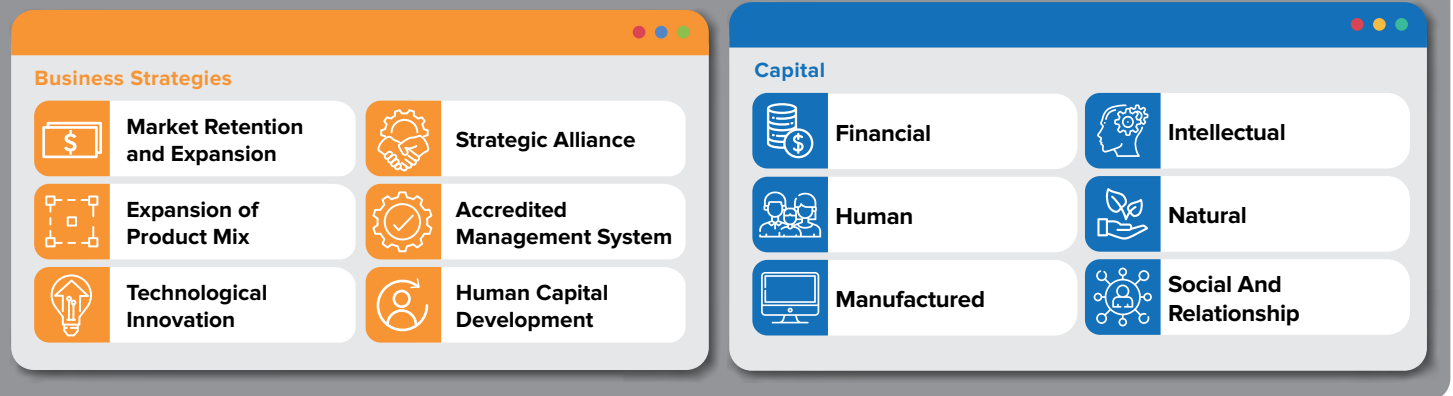 Business Strategies
Market Retention
and Expansion
Strategic Alliance
Expansion of
Product Mix
Accredited
Management System
Technological
Innovation
Human Capital
Development
Capital
Financial
Intellectual
Human
Natural
Manufactured
Social And
Relationship